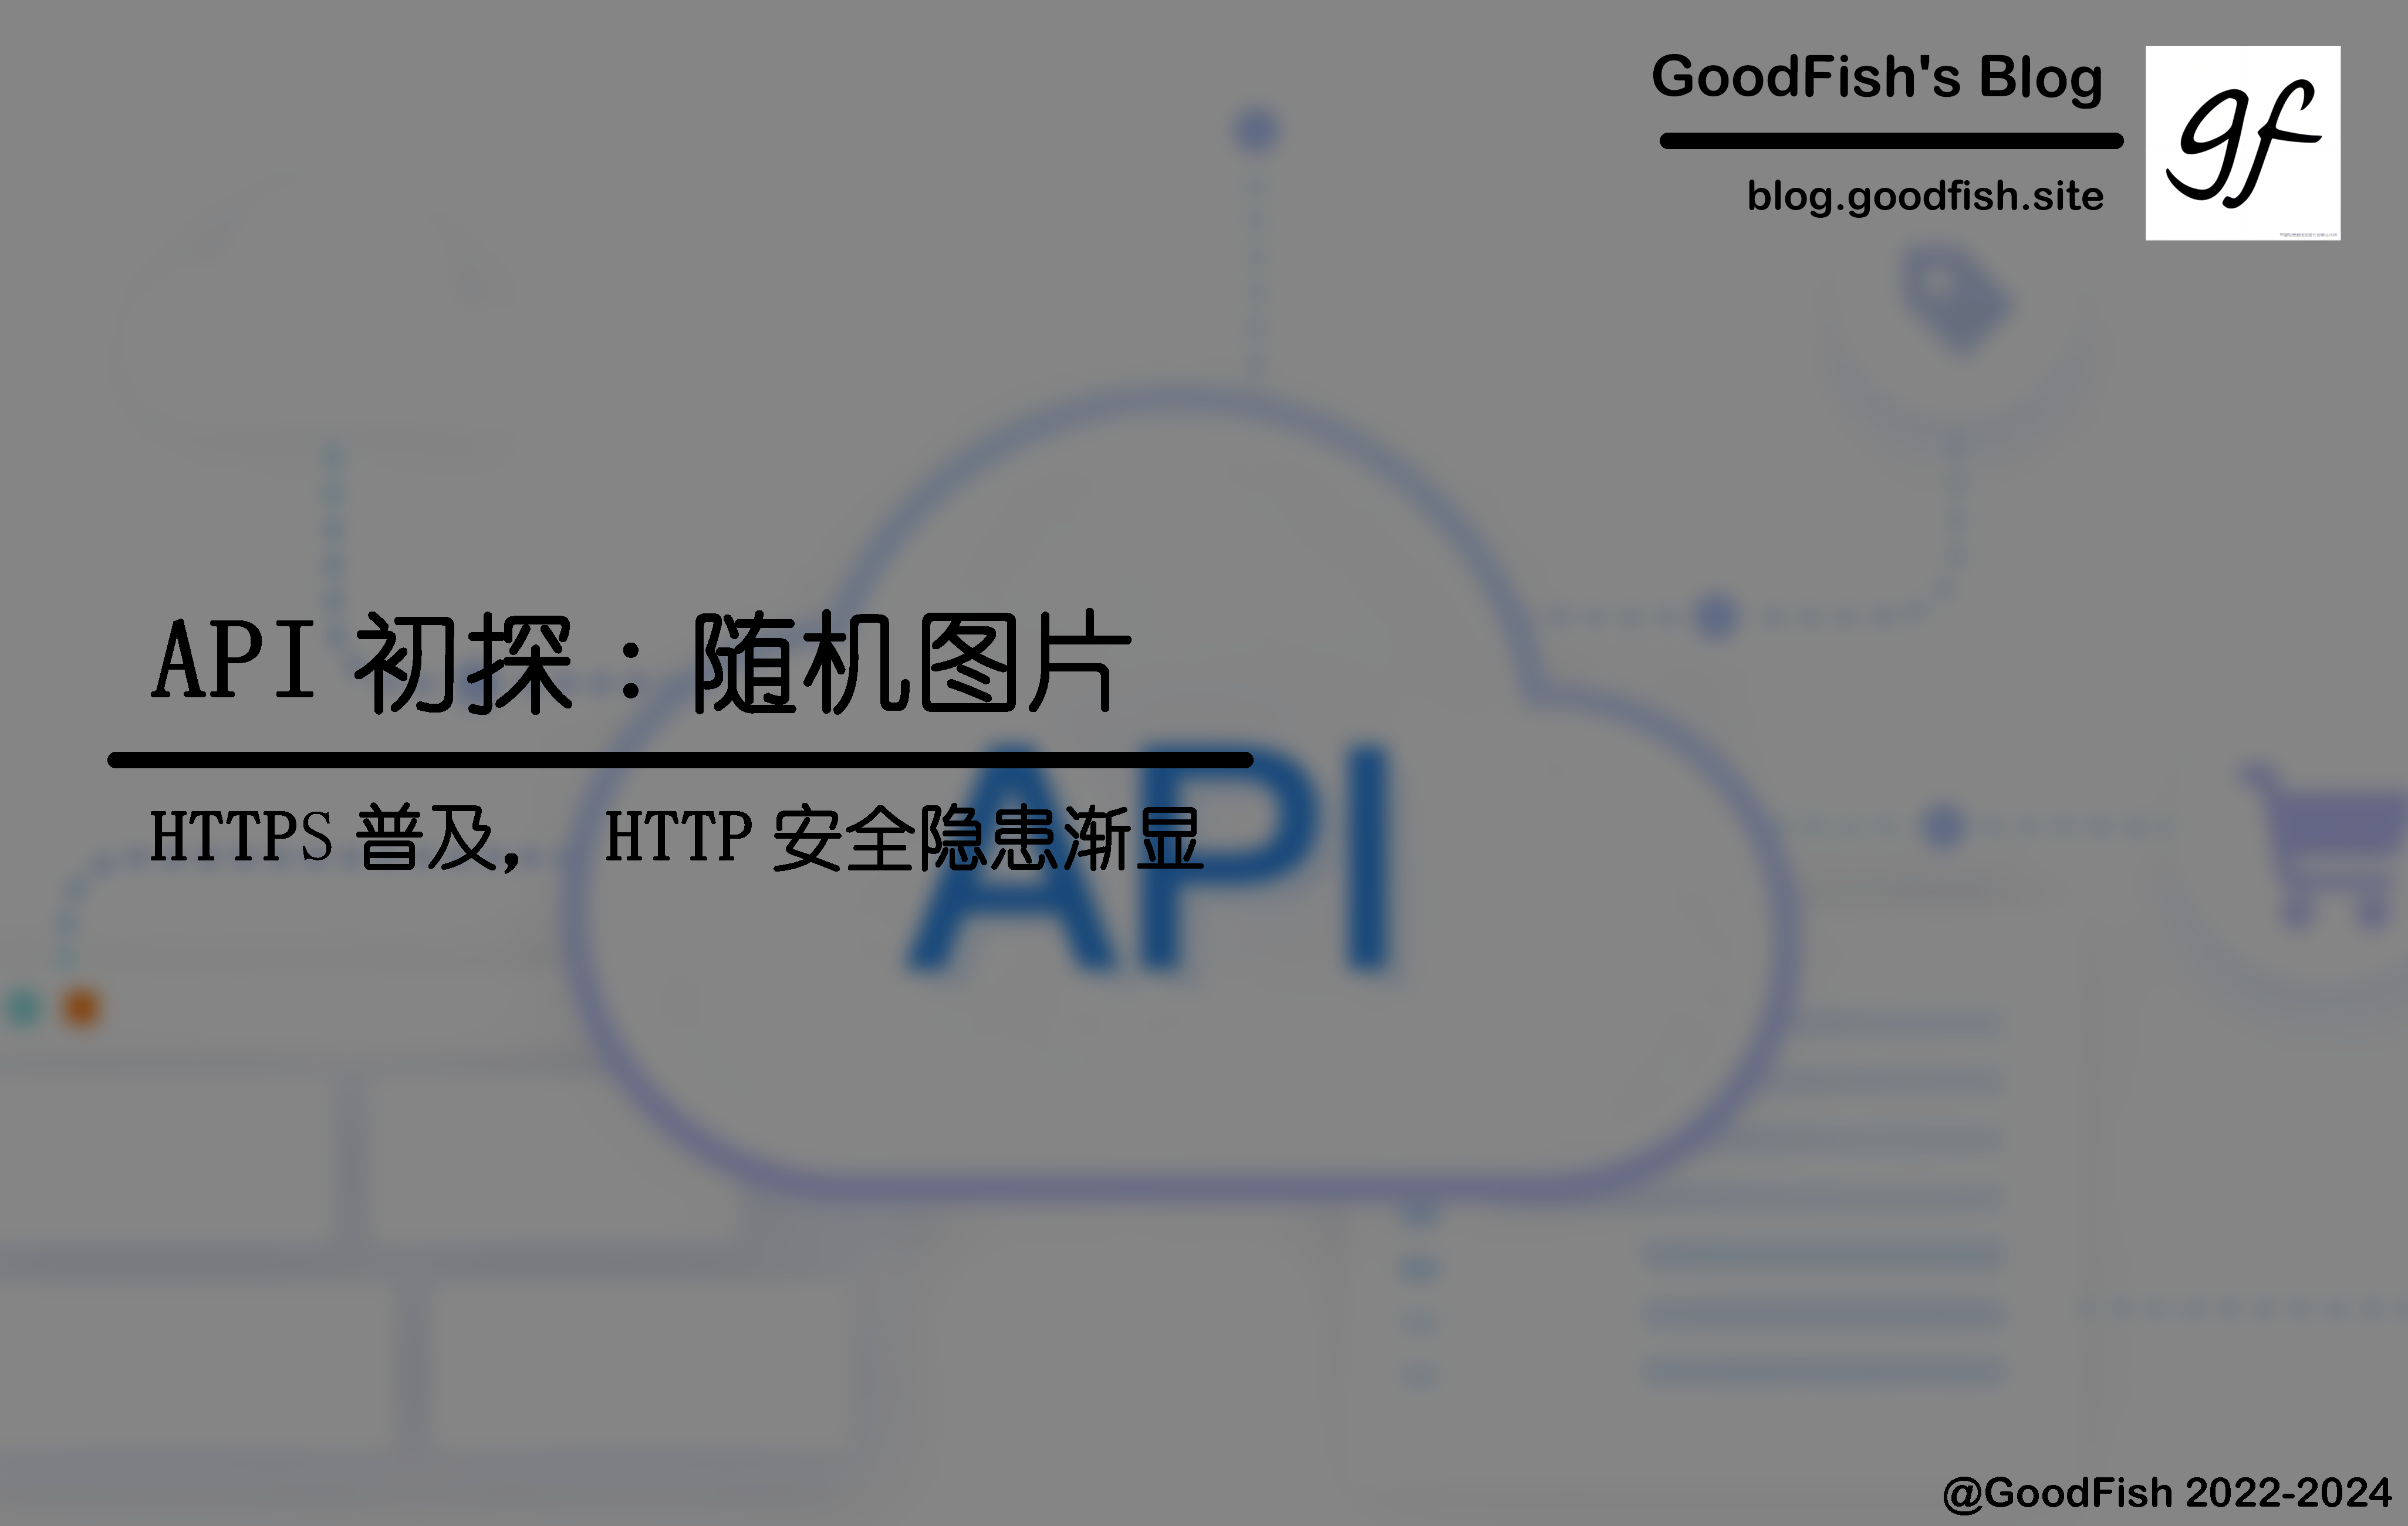 GoodFish's Blog
gf
blog.goodfish.site
API 初探：随机图片
HTTPS 普及， HTTP 安全隐患渐显
API
@GoodFish 2022-2024